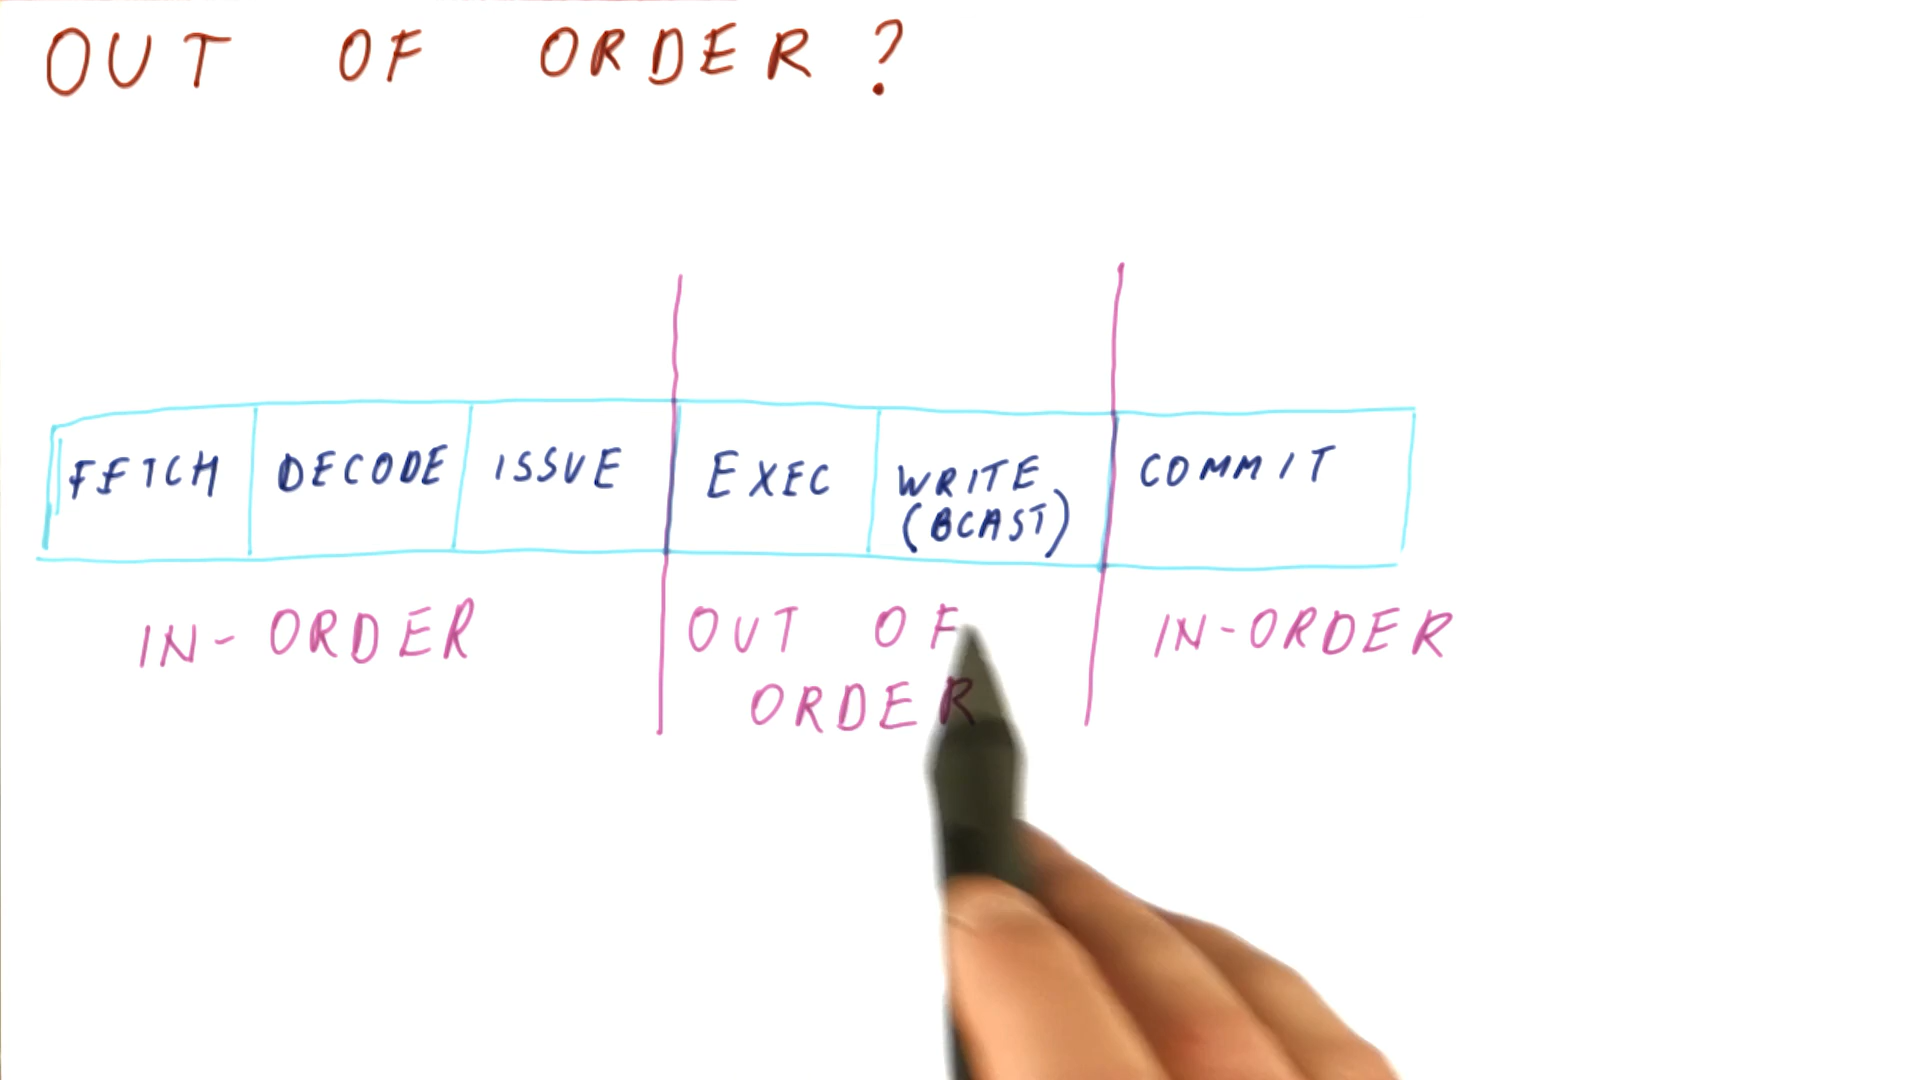 OUT OF ORDER?
FETCH DECODE ISSUE EXEC WRITE (BCAST) COMMIT
IN-ORDER OUT OF ORDER IN-ORDER